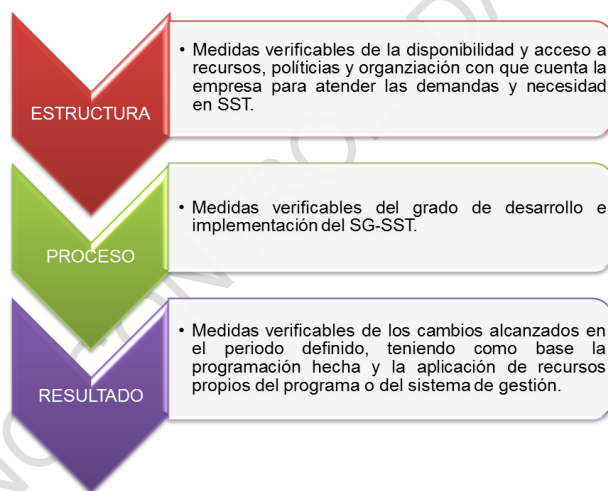 • Medidas verificables de la disponibilidad y acceso a
recursos, políticias y organziación con que cuenta la
empresa para atender las demandas y necesidad
en SST.
ESTRUCTURA
• Medidas verificables del grado de desarrollo e
implementación del SG-SST.
PROCESO
• Medidas verificables de los cambios alcanzados en
el periodo definido, teniendo como base la
programación hecha y la aplicación de recursos
propios del programa o del sistema de gestión.
RESULTADO